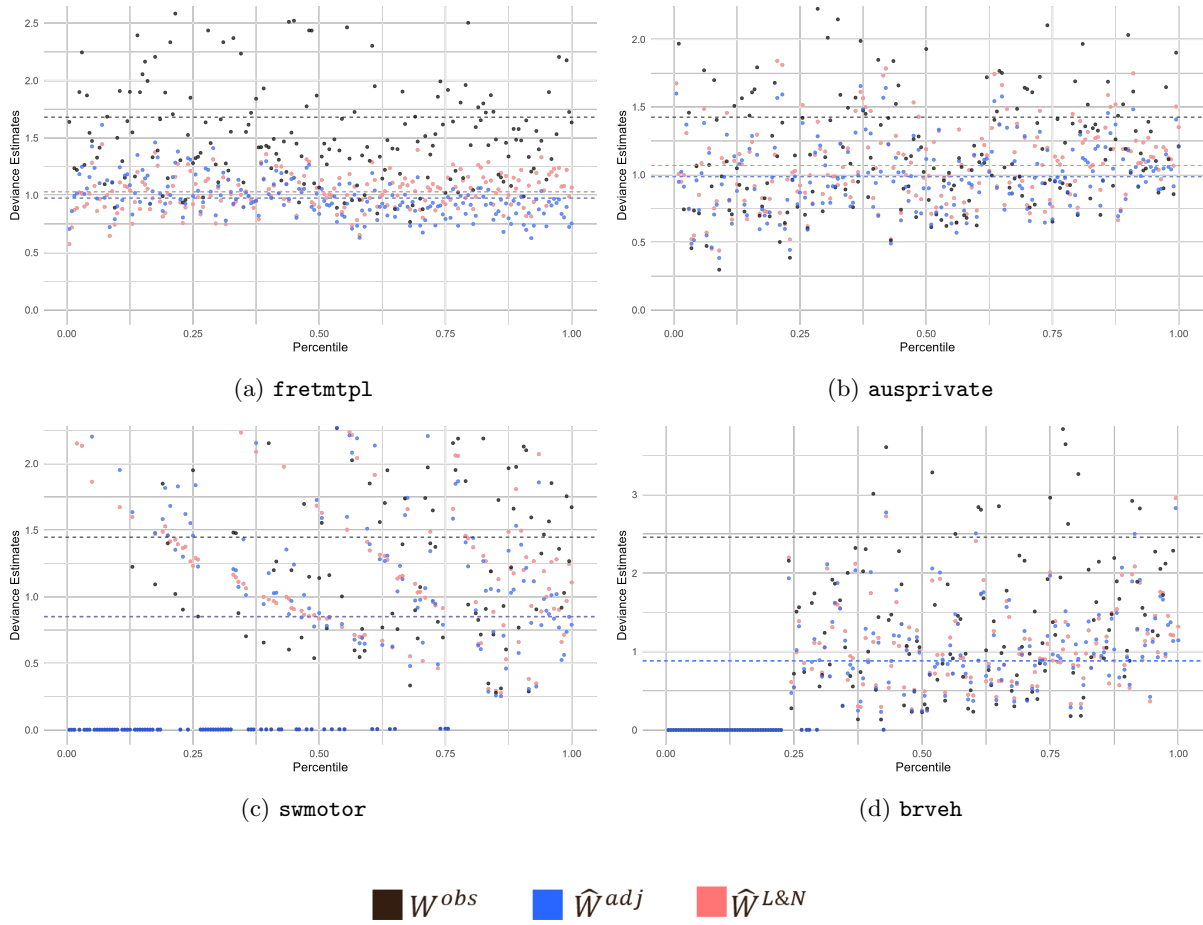 Deviance Estimates
2.5
2.0
1.5
1.0
0.5
0.0
0.00 0.25 0.50 0.75 1.00
Percentile
(a) fretmtpl
Deviance Estimates
2.0
1.5
1.0
0.5
0.0
0.00 0.25 0.50 0.75 1.00
Percentile
(b) ausprivate
Deviance Estimates
2.0
1.5
1.0
0.5
0.0
0.00 0.25 0.50 0.75 1.00
Percentile
(c) swmotor
Deviance Estimates
3
2
1
0
0.00 0.25 0.50 0.75 1.00
Percentile
(d) brveh
W^{obs} Ŵ^{adj} Ŵ^{L&N}